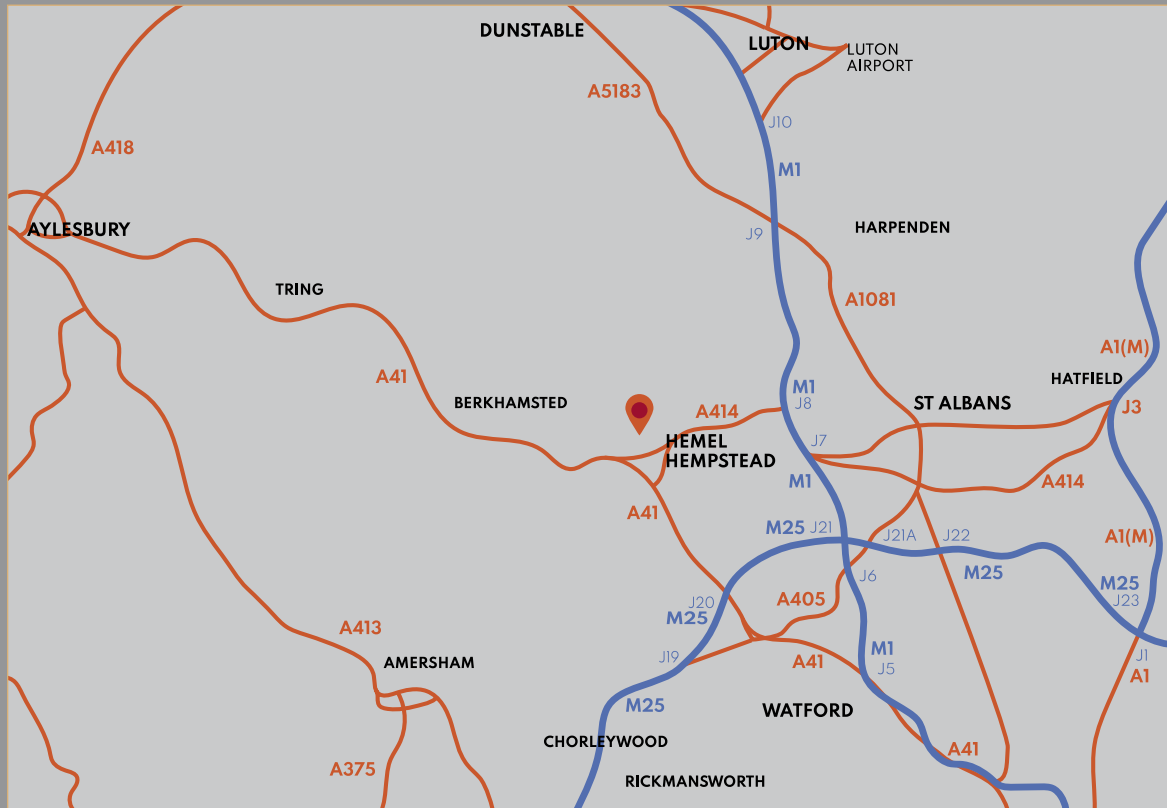 DUNSTABLE
LUTON
LUTON
AIRPORT
A5183
J10
A418
M1
AYLESBURY
HARPENDEN
J9
TRING
A1081
A1(M)
A41
HATFIELD
M1
J8
BERKHAMSTED
ST ALBANS
J3
A414
HEMEL
HEMPSTEAD
J7
M1
A414
A41
M25
J21
J21A
J22
A1(M)
M25
J6
M25
J23
J20
M25
A405
A413
J19
A41
M1
J5
J1
A1
AMERSHAM
M25
WATFORD
CHORLEYWOOD
A41
A375
RICKMANSWORTH